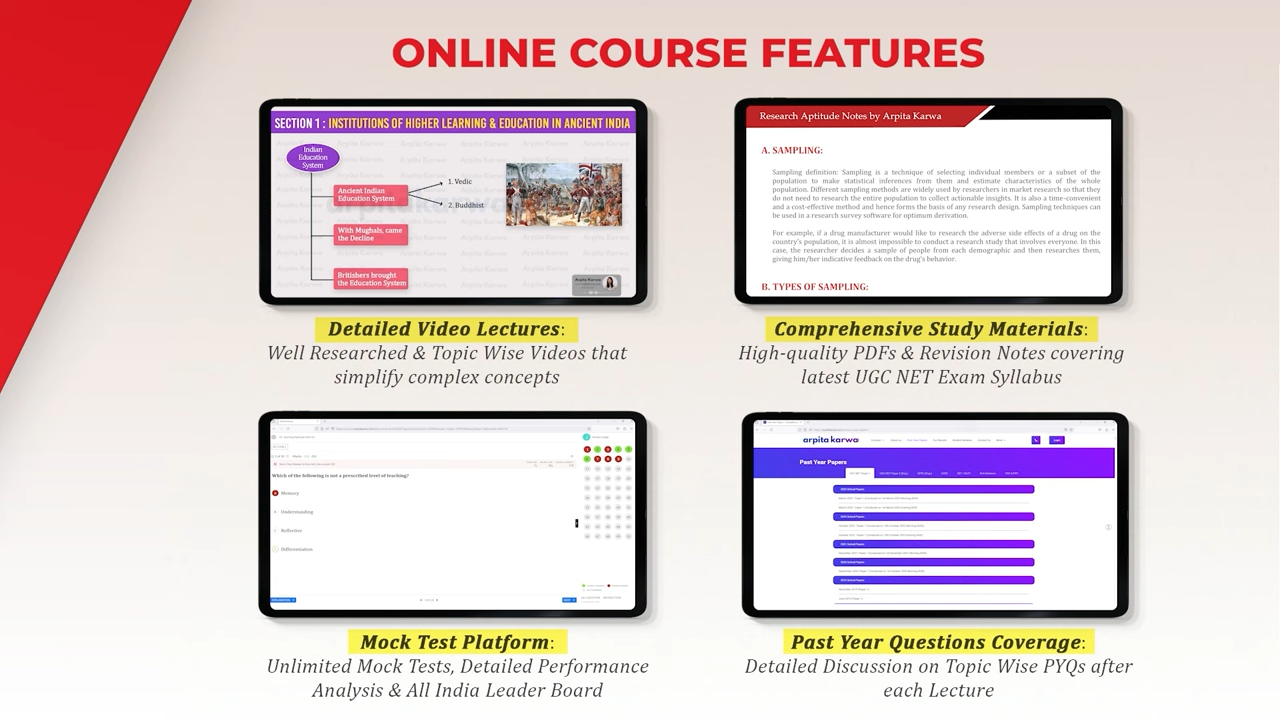 ONLINE COURSE FEATURES
SECTION 1 : INSTITUTIONS OF HIGHER LEARNING & EDUCATION IN ANCIENT INDIA
Indian
Education
System
Ancient Indian
Education System
1. Vedic
2. Buddhist
With Mughals, came
the Decline
Britishers brought
the Education System
Arpita Karwa
Detailed Video Lectures:
Well Researched & Topic Wise Videos that
simplify complex concepts
Research Aptitude Notes by Arpita Karwa
A. SAMPLING:
Sampling definition: Sampling is a technique of selecting individual members or a subset of the
population to make statistical inferences from them and estimate characteristics of the whole
population. Different sampling methods are widely used by researchers in market research so that they
do not need to research the entire population to collect actionable insights. It is also a time-convenient
and a cost-effective method and hence forms the basis of any research design. Sampling techniques can
be used in a research survey software for optimum derivation.
For example, if a drug manufacturer would like to research the adverse side effects of a drug on the
country's population, it is almost impossible to conduct a research study that involves everyone. In this
case, the researcher decides a sample of people from each demographic and then researches them,
giving him/her indicative feedback on the drug's behavior.
B. TYPES OF SAMPLING:
Comprehensive Study Materials:
High-quality PDFs & Revision Notes covering
latest UGC NET Exam Syllabus
Which of the following is not a prescribed level of teaching?
Memory
Understanding
Reflective
Differentiation
Mock Test Platform:
Unlimited Mock Tests, Detailed Performance
Analysis & All India Leader Board
arpita karwa
Past Year Papers
Past Year Questions Coverage:
Detailed Discussion on Topic Wise PYQs after
each Lecture